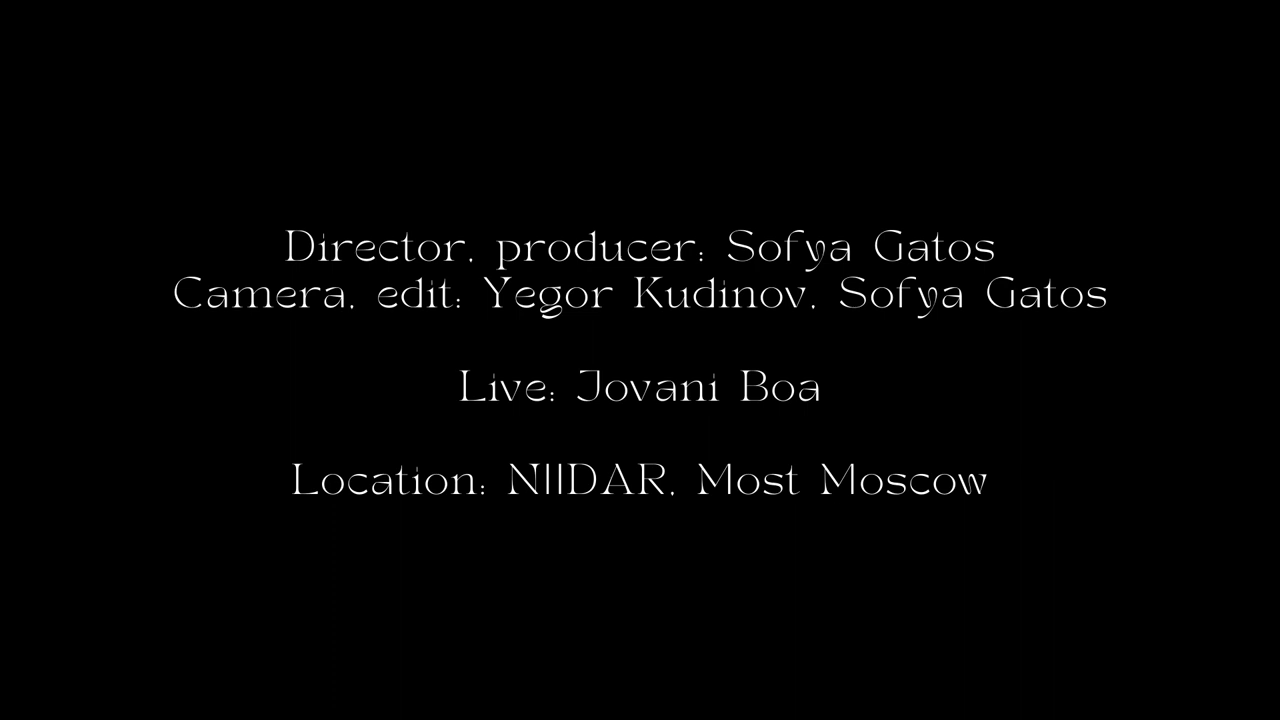 Director, producer: Sofya Gatos
Camera, edit: Yegor Kudinov, Sofya Gatos
Live: Jovani Boa
Location: NIIDAR, Most Moscow